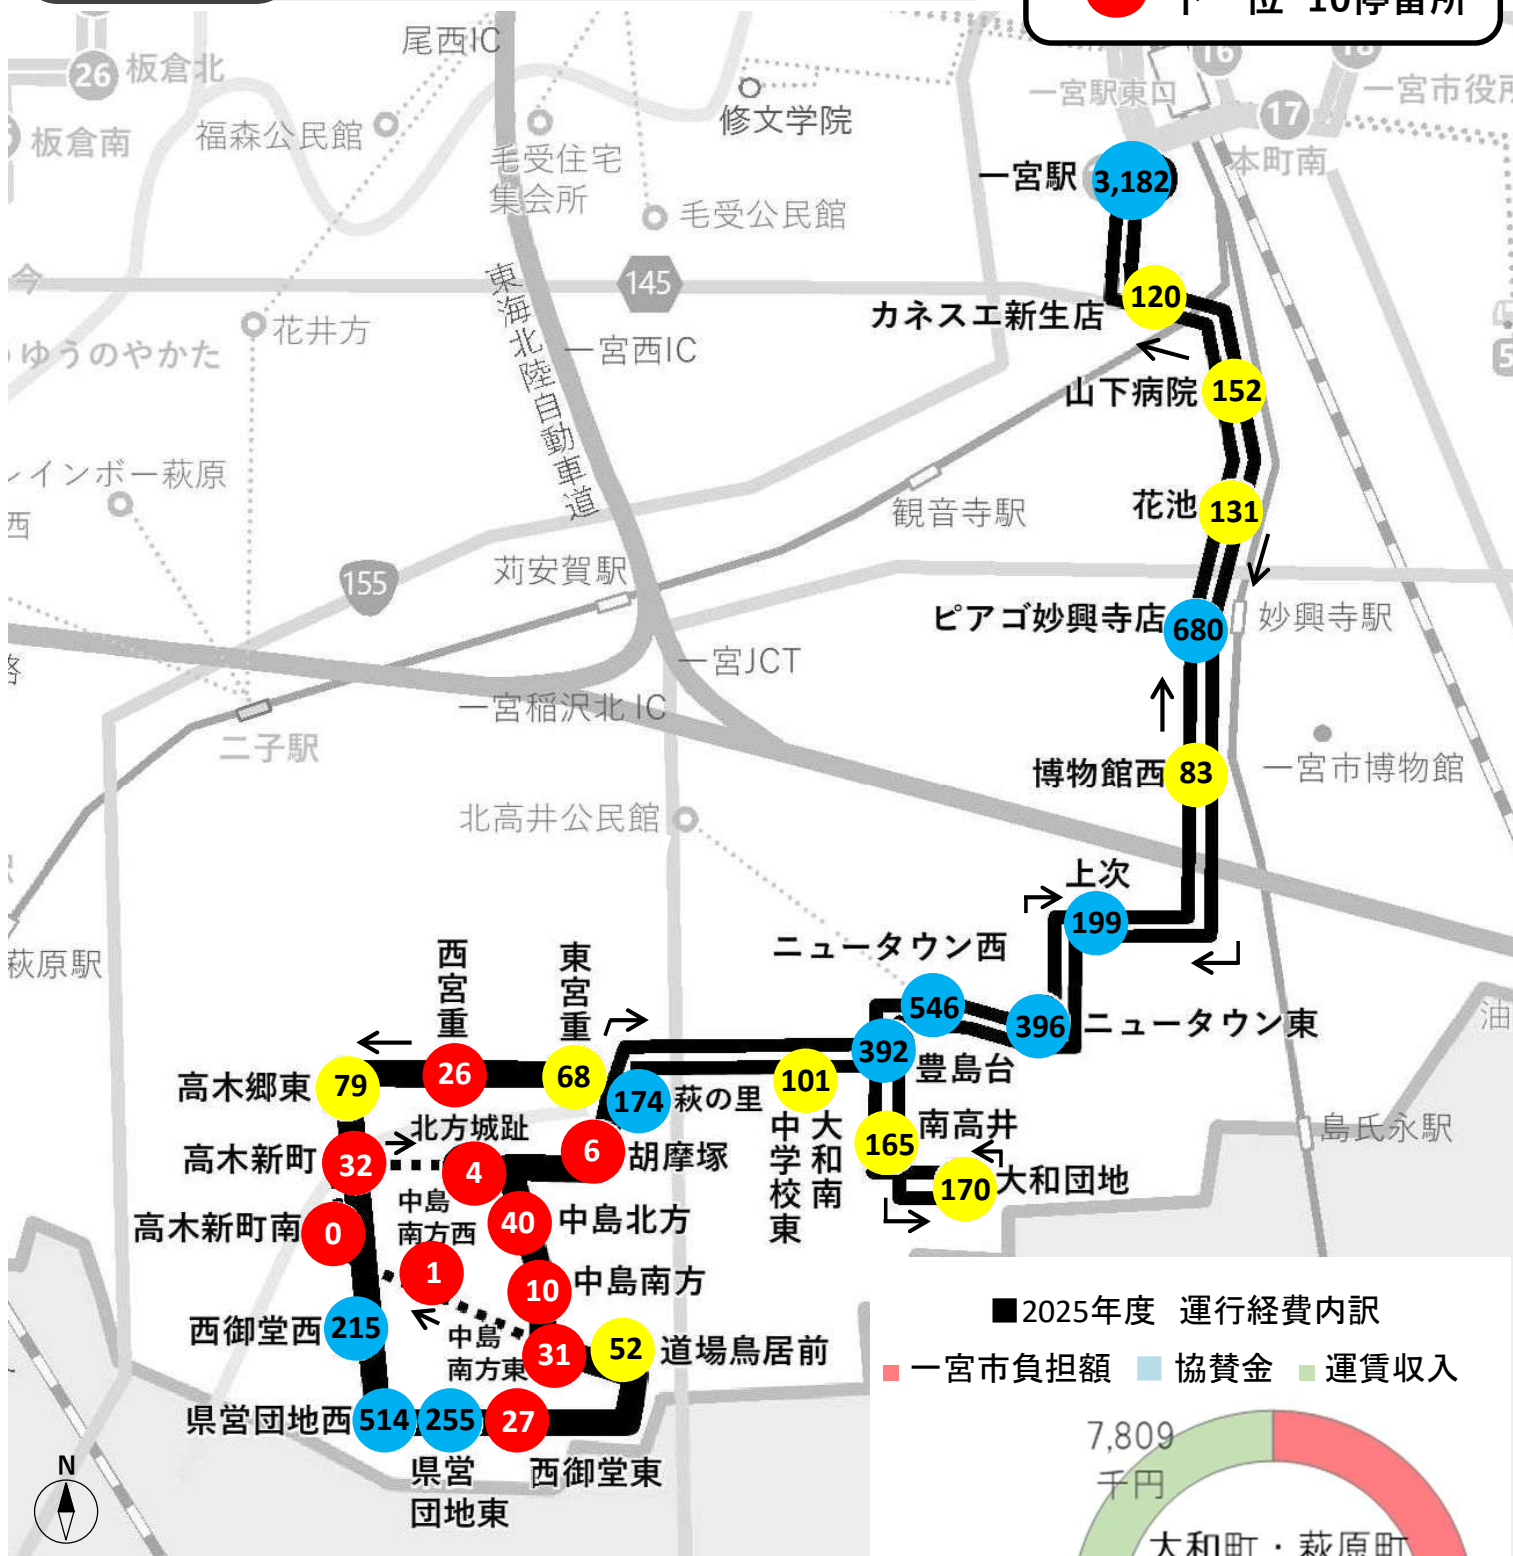 下　位 10停留所
尾西IC
26 板倉北
板倉南
福森公民館
毛受住宅
集会所
毛受公民館
修文学院
一宮駅東口
16
18
17
一宮市役所
本町南
一宮駅
3,182
今
145
東海北陸自動車道
花井方
ゆうのやかた
一宮西IC
カネスエ新生店
120
5
山下病院
152
レインボー萩原
西
観音寺駅
花池
131
155
苅安賀駅
ピアゴ妙興寺店
680
妙興寺駅
一宮JCT
一宮稲沢北 IC
二子駅
博物館西
83
一宮市博物館
北高井公民館
上次
199
萩原駅
西宮重
東宮重
ニュータウン西
546
396
ニュータウン東
油
392
豊島台
高木郷東
79
26
68
174
萩の里
101
大和南
中学校東
北方城趾
南高井
165
島氏永駅
高木新町
32
4
6
胡摩塚
170
大和団地
中島
南方西
高木新町南
0
40
中島北方
1
10
中島南方
西御堂西
215
中島
南方東
31
52
道場鳥居前
県営団地西
514
255
27
県営
団地東
西御堂東
N
■2025年度　運行経費内訳
一宮市負担額　協賛金　運賃収入
7,809
千円
大和町・萩原町